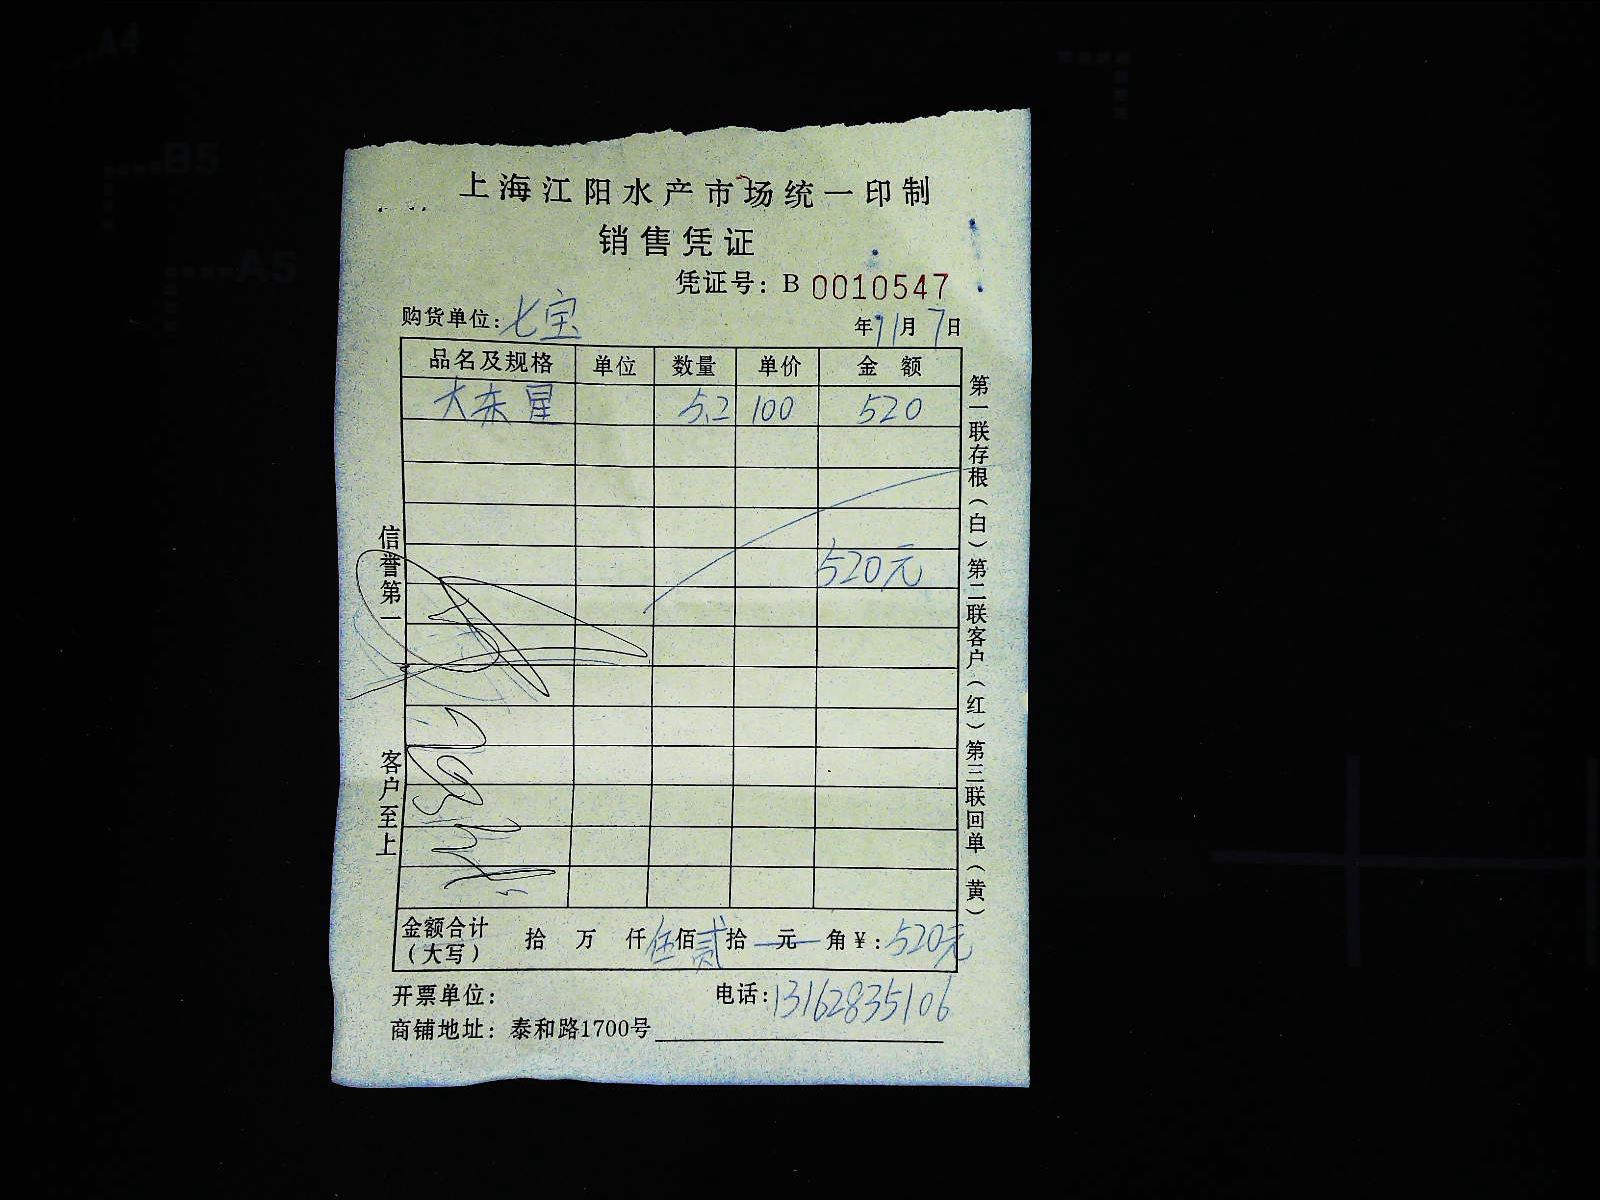 上海江阳水产市场统一印制
销售凭证
凭证号：B 0010547
购货单位：七宝
年11月7日
品名及规格 单位 数量 单价 金额
大东星 5.2 100 520
520元
信誉第一
客户至上
第一联存根（白）第二联客户（红）第三联回单（黄）
金额合计（大写） 拾 万 仟伍佰贰拾 元 角￥：520元
开票单位： 电话：13162835106
商铺地址：泰和路1700号
A4
B5
A5